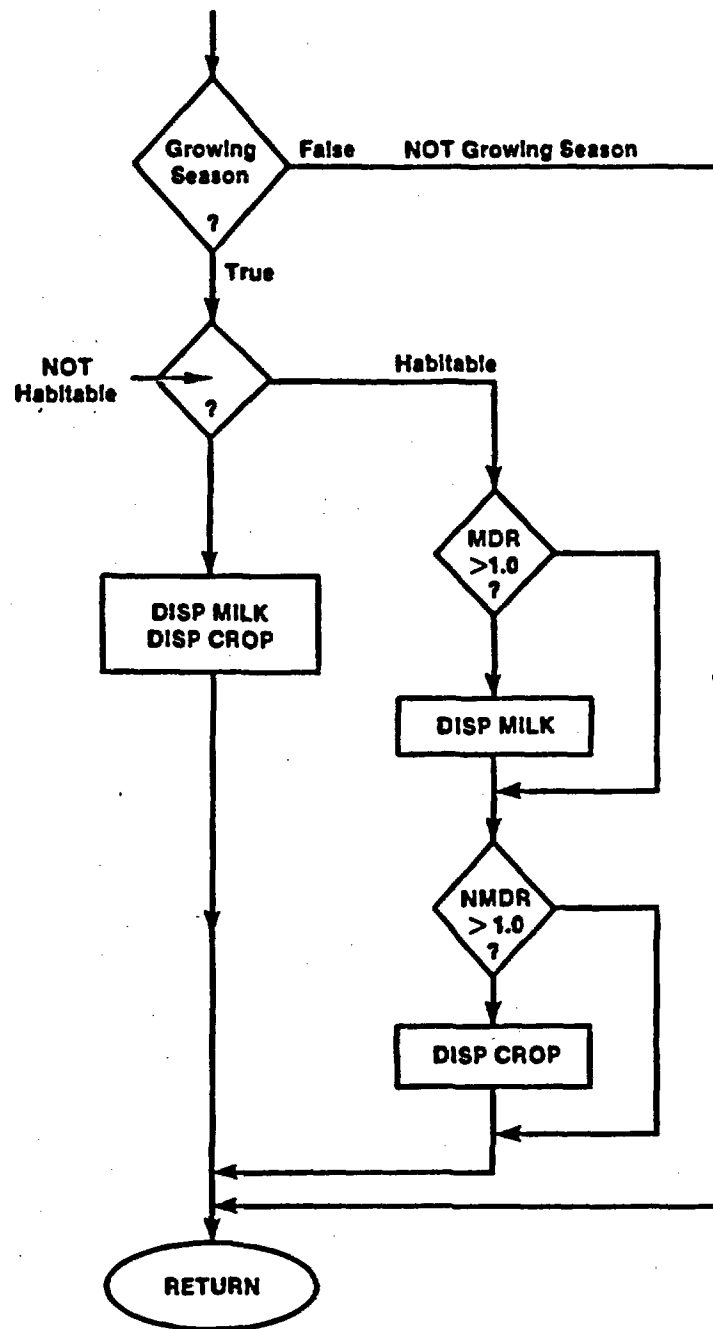 Growing
Season
?
False
NOT Growing Season
True
NOT
Habitable
?
Habitable
MDR
>1.0
?
DISP MILK
DISP CROP
DISP MILK
NMDR
> 1.0
?
DISP CROP
RETURN